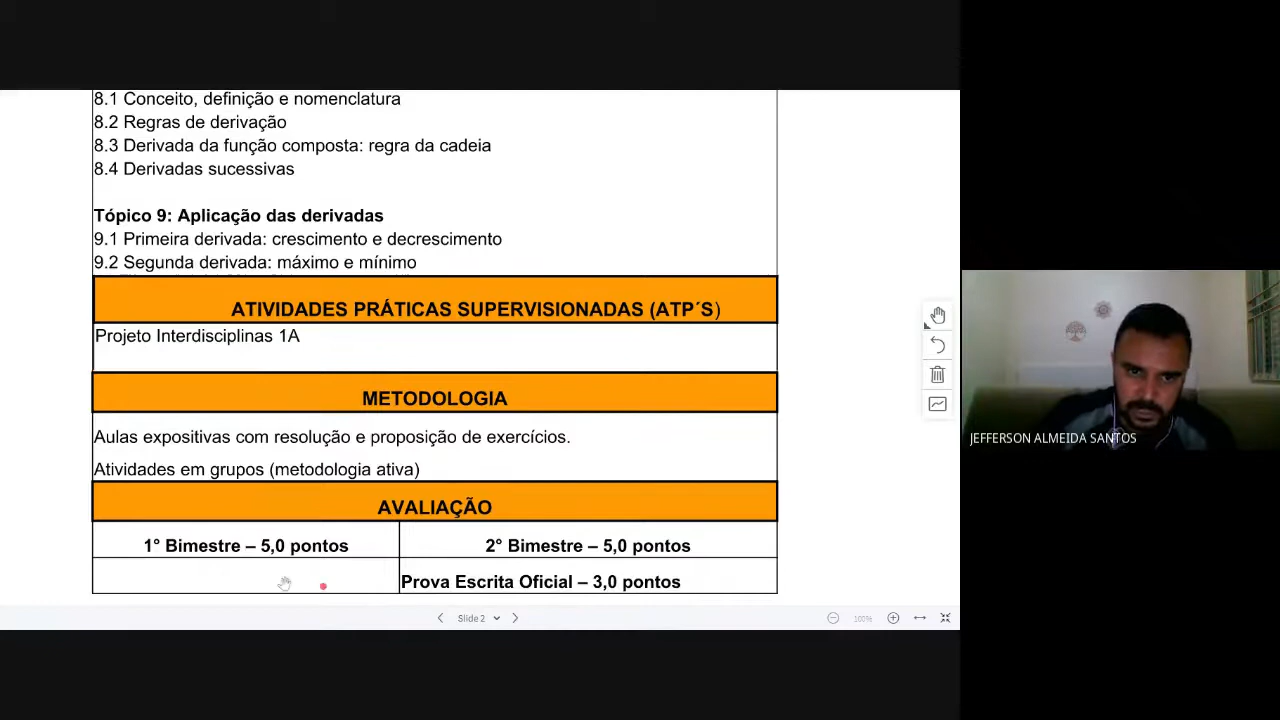 8.1 Conceito, definição e nomenclatura
8.2 Regras de derivação
8.3 Derivada da função composta: regra da cadeia
8.4 Derivadas sucessivas
Tópico 9: Aplicação das derivadas
9.1 Primeira derivada: crescimento e decrescimento
9.2 Segunda derivada: máximo e mínimo
ATIVIDADES PRÁTICAS SUPERVISIONADAS (ATP´S)
Projeto Interdisciplinas 1A
METODOLOGIA
Aulas expositivas com resolução e proposição de exercícios.
Atividades em grupos (metodologia ativa)
AVALIAÇÃO
1° Bimestre – 5,0 pontos
2° Bimestre – 5,0 pontos
Prova Escrita Oficial – 3,0 pontos
Slide 2
100%
JEFFERSON ALMEIDA SANTOS